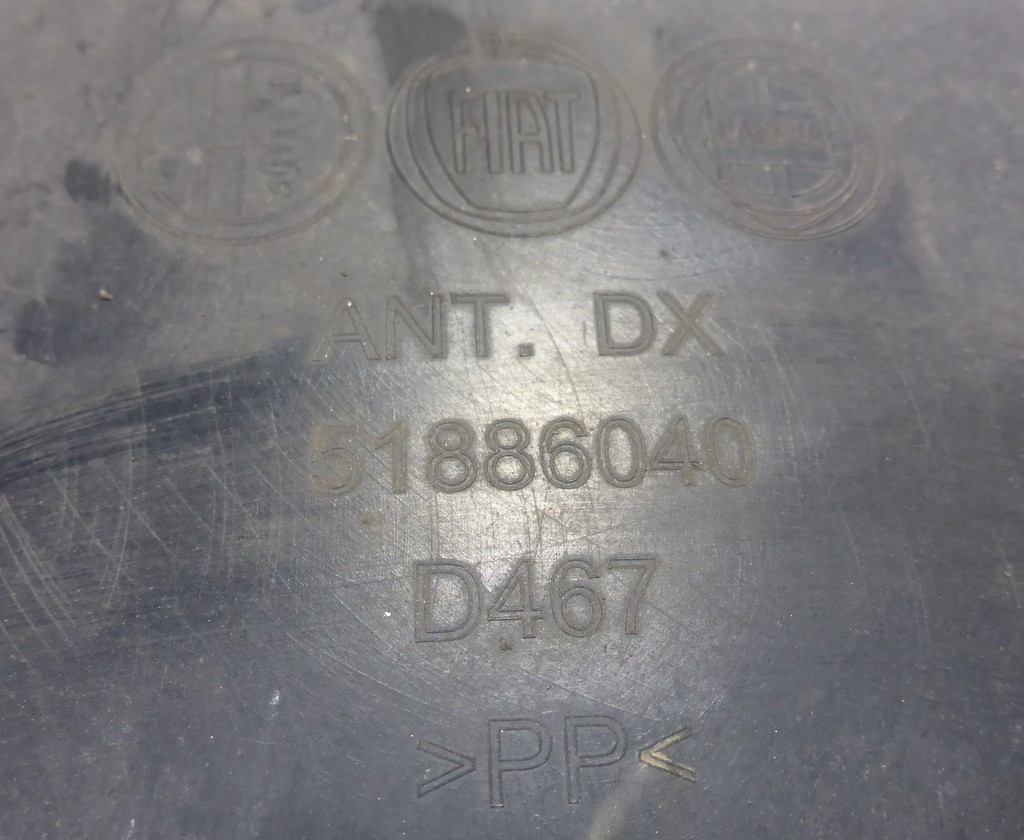 FIAT
ANT. DX
51886040
D467
>PP<